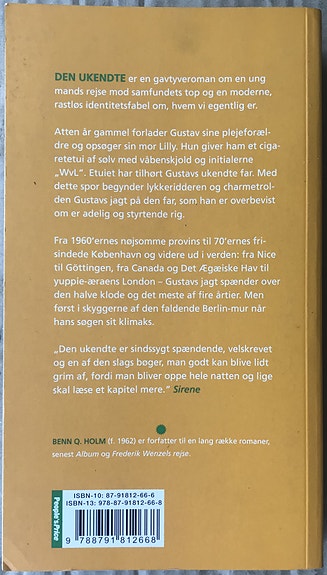 DEN UKENDTE er en gavtyveroman om en ung
mands rejse mod samfundets top og en moderne,
rastløs identitetsfabel om, hvem vi egentlig er.
Atten år gammel forlader Gustav sine plejeforæl-
dre og opsøger sin mor Lilly. Hun giver ham et ciga-
retetui af sølv med våbenskjold og initialerne
„WvL”. Etuiet har tilhørt Gustavs ukendte far. Med
dette spor begynder lykkeridderen og charmetrol-
den Gustavs jagt på den far, som han er overbevist
om er adelig og styrtende rig.
Fra 1960'ernes nøjsomme provins til 70'ernes fri-
sindede København og videre ud i verden: fra Nice
til Göttingen, fra Canada og Det Ægæiske Hav til
yuppie-æraens London – Gustavs jagt spænder over
den halve klode og det meste af fire årtier. Men
først i skyggerne af den faldende Berlin-mur når
hans søgen sit klimaks.
„Den ukendte er sindssygt spændende, velskrevet
og en af den slags bøger, man godt kan blive lidt
grim af, fordi man bliver oppe hele natten og lige
skal læse et kapitel mere.” Sirene
BENN Q. HOLM (f. 1962) er forfatter til en lang række romaner,
senest Album og Frederik Wenzels rejse.
People'sPrice
ISBN-10: 87-91812-66-6
ISBN-13: 978-87-91812-66-8
9 788791 812668